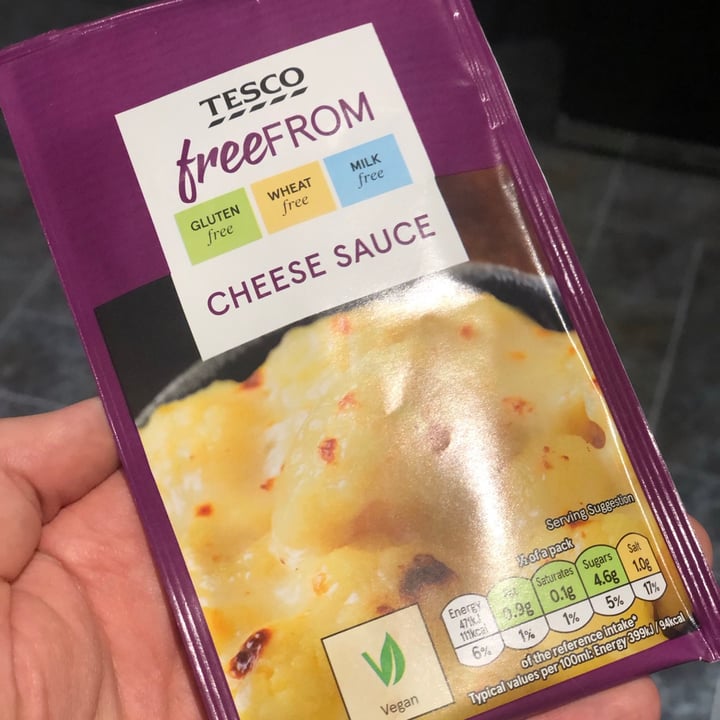 TESCO
freeFROM
GLUTEN free
WHEAT free
MILK free
CHEESE SAUCE
Serving Suggestion
of a pack
Energy 471kJ 111kcal 6%
0.9g 1%
Saturates 0.1g 1%
Sugars 4.6g 5%
Salt 1.0g 17%
of the reference intake*
Typical values per 100ml: Energy 399kJ / 94kcal
Vegan